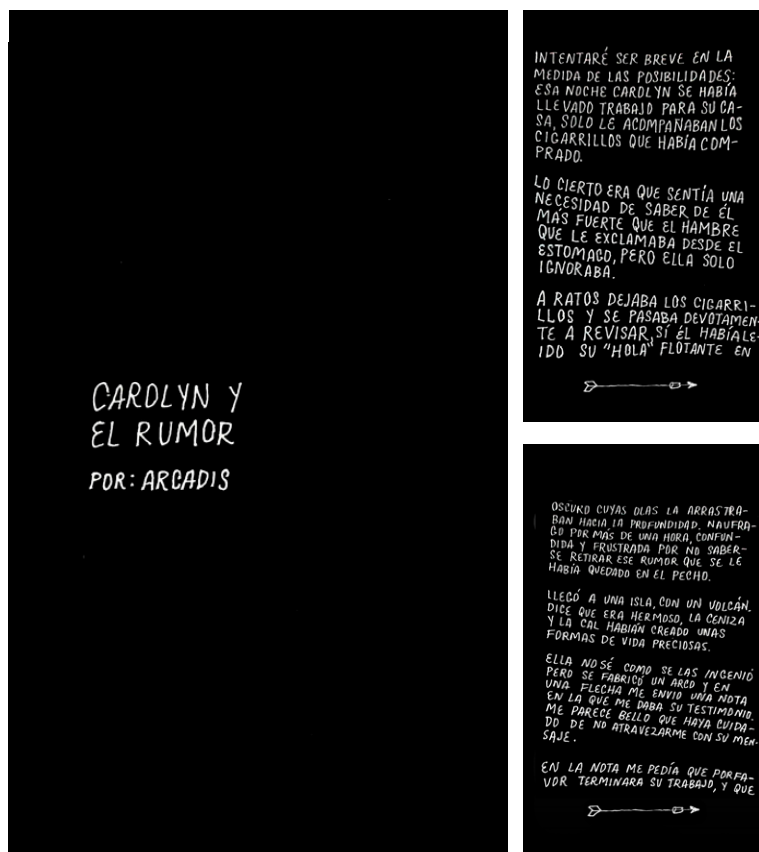 CAROLYN Y
EL RUMOR
POR: ARCADIS
INTENTARÉ SER BREVE EN LA
MEDIDA DE LAS POSIBILIDADES:
ESA NOCHE CAROLYN SE HABÍA
LLEVADO TRABAJO PARA SU CA-
SA, SOLO LE ACOMPAÑABAN LOS
CIGARRILLOS QUE HABÍA COM-
PRADO.
LO CIERTO ERA QUE SENTÍA UNA
NECESIDAD DE SABER DE ÉL
MÁS FUERTE QUE EL HAMBRE
QUE LE EXCLAMABA DESDE EL
ESTOMAGO, PERO ELLA SOLO
IGNORABA.
A RATOS DEJABA LOS CIGARRI-
LLOS Y SE PASABA DEVOTAMEN-
TE A REVISAR, SÍ ÉL HABÍA LE-
IDO SU "HOLA" FLOTANTE EN
OSCURO CUYAS OLAS LA ARRASTRA-
BAN HACIA LA PROFUNDIDAD. NAUFRA-
GO POR MÁS DE UNA HORA, CONFUN-
DIDA Y FRUSTRADA POR NO SABER-
SE RETIRAR ESE RUMOR QUE SE LE
HABÍA QUEDADO EN EL PECHO.
LLEGÓ A UNA ISLA, CON UN VOLCÁN.
DICE QUE ERA HERMOSO, LA CENIZA
Y LA CAL HABÍAN CREADO UNAS
FORMAS DE VIDA PRECIOSAS.
ELLA NO SÉ COMO SE LAS INGENIÓ
PERO SE FABRICÓ UN ARCO Y EN
UNA FLECHA ME ENVIO UNA NOTA
EN LA QUE ME DABA SU TESTIMONIO.
ME PARECE BELLO QUE HAYA CUIDA-
DO DE NO ATRAVEZARME CON SU MEN-
SAJE.
EN LA NOTA ME PEDÍA QUE PORFA-
VOR TERMINARA SU TRABAJO, Y QUE